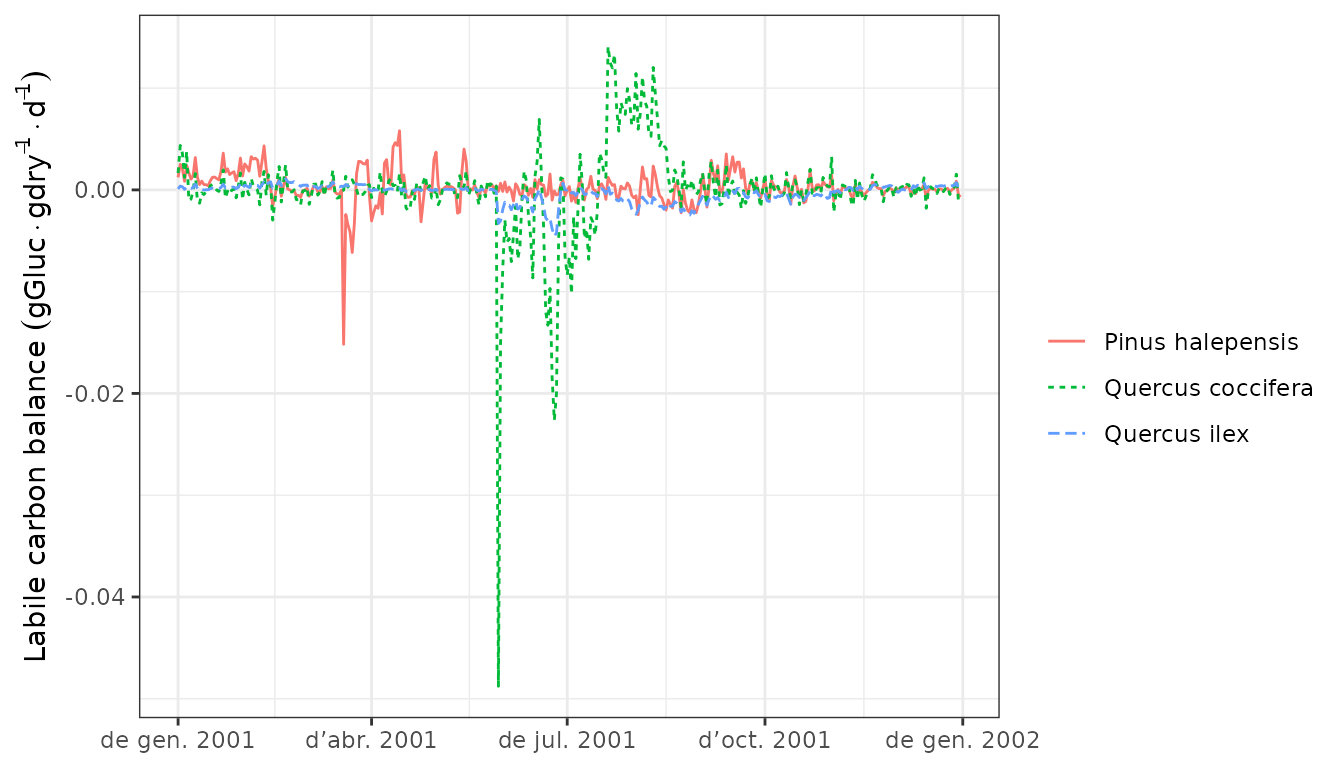 Labile carbon balance (gGluc · gdry⁻¹ · d⁻¹)
0.00
-0.02
-0.04
de gen. 2001
d’abr. 2001
de jul. 2001
d’oct. 2001
de gen. 2002
Pinus halepensis
Quercus coccifera
Quercus ilex